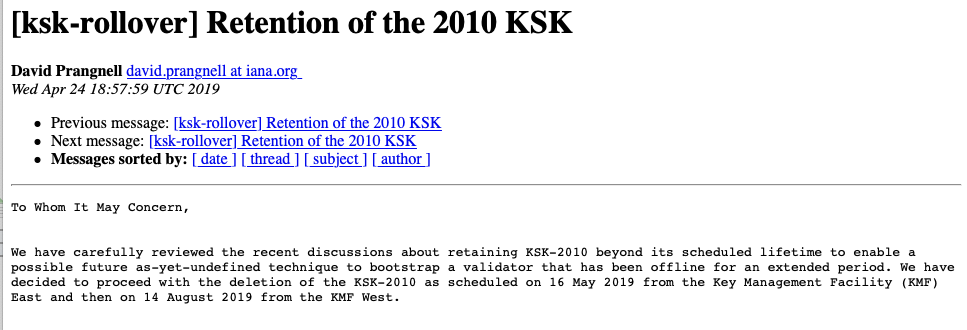 [ksk-rollover] Retention of the 2010 KSK
David Prangnell david.prangnell at iana.org
Wed Apr 24 18:57:59 UTC 2019
• Previous message: [ksk-rollover] Retention of the 2010 KSK
• Next message: [ksk-rollover] Retention of the 2010 KSK
• Messages sorted by: [ date ] [ thread ] [ subject ] [ author ]
To Whom It May Concern,
We have carefully reviewed the recent discussions about retaining KSK-2010 beyond its scheduled lifetime to enable a
possible future as-yet-undefined technique to bootstrap a validator that has been offline for an extended period. We have
decided to proceed with the deletion of the KSK-2010 as scheduled on 16 May 2019 from the Key Management Facility (KMF)
East and then on 14 August 2019 from the KMF West.